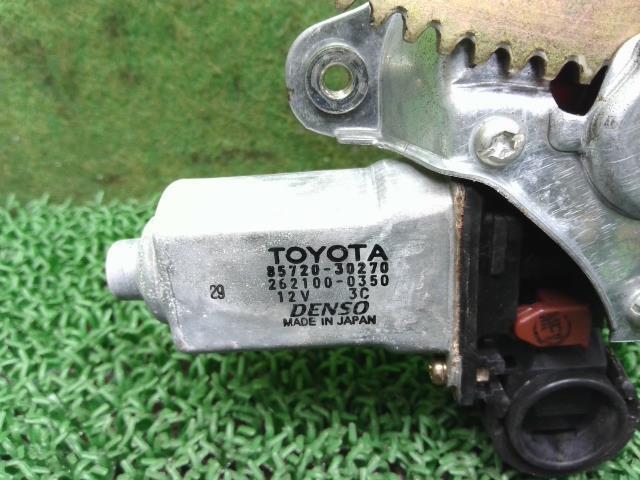 TOYOTA
85720-30270
262100-0350
29 12V 3C
DENSO
MADE IN JAPAN